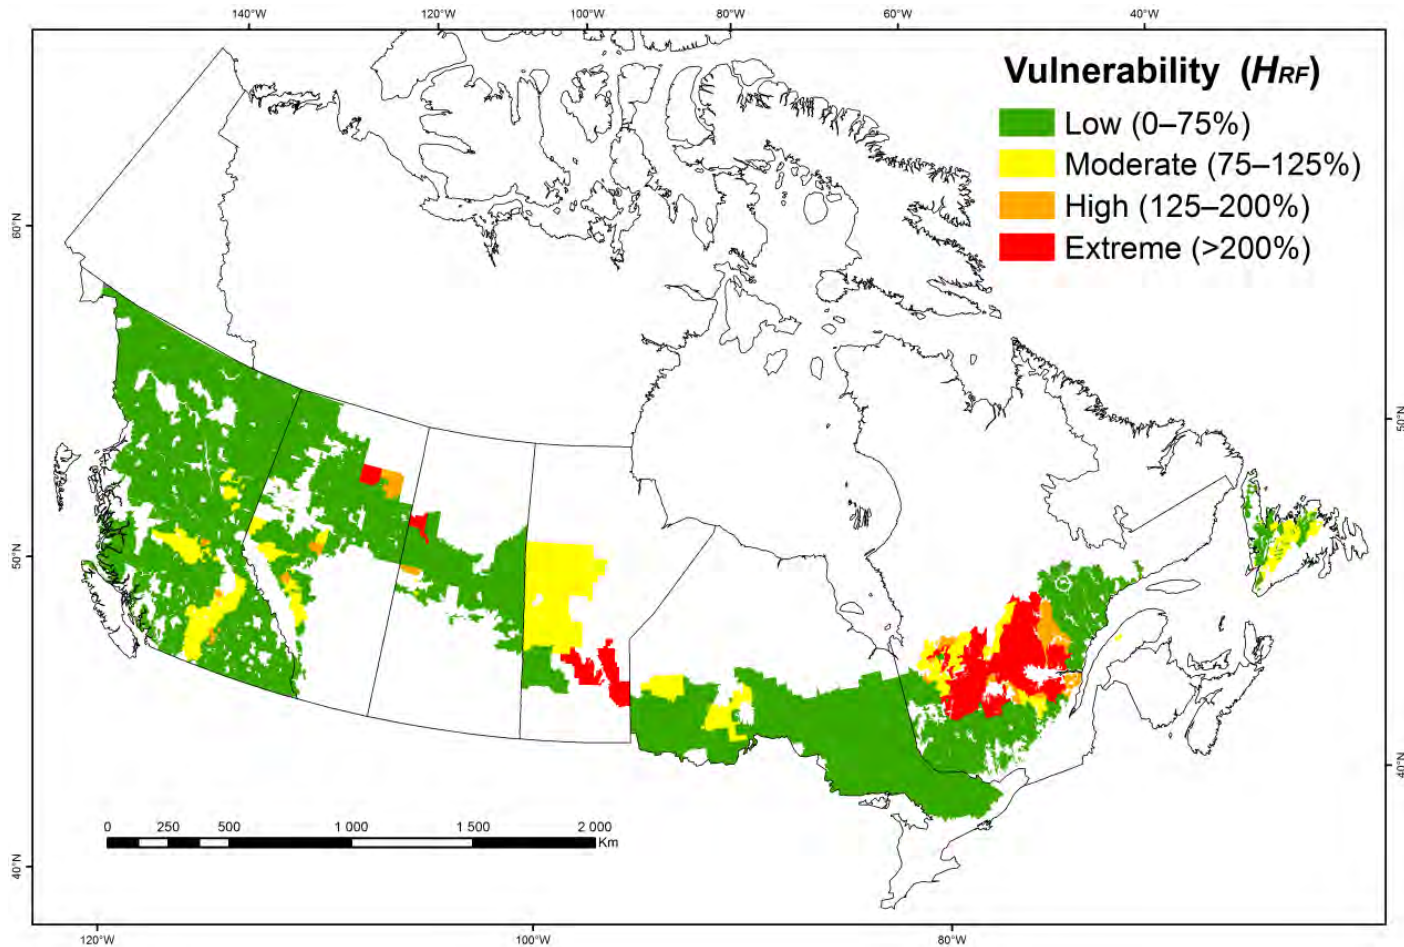 140°W 120°W 100°W 80°W 60°W 40°W
Vulnerability (HRF)
Low (0–75%)
Moderate (75–125%)
High (125–200%)
Extreme (>200%)
60°N
50°N
50°N
40°N
40°N
0 250 500 1 000 1 500 2 000
Km
120°W 100°W 80°W